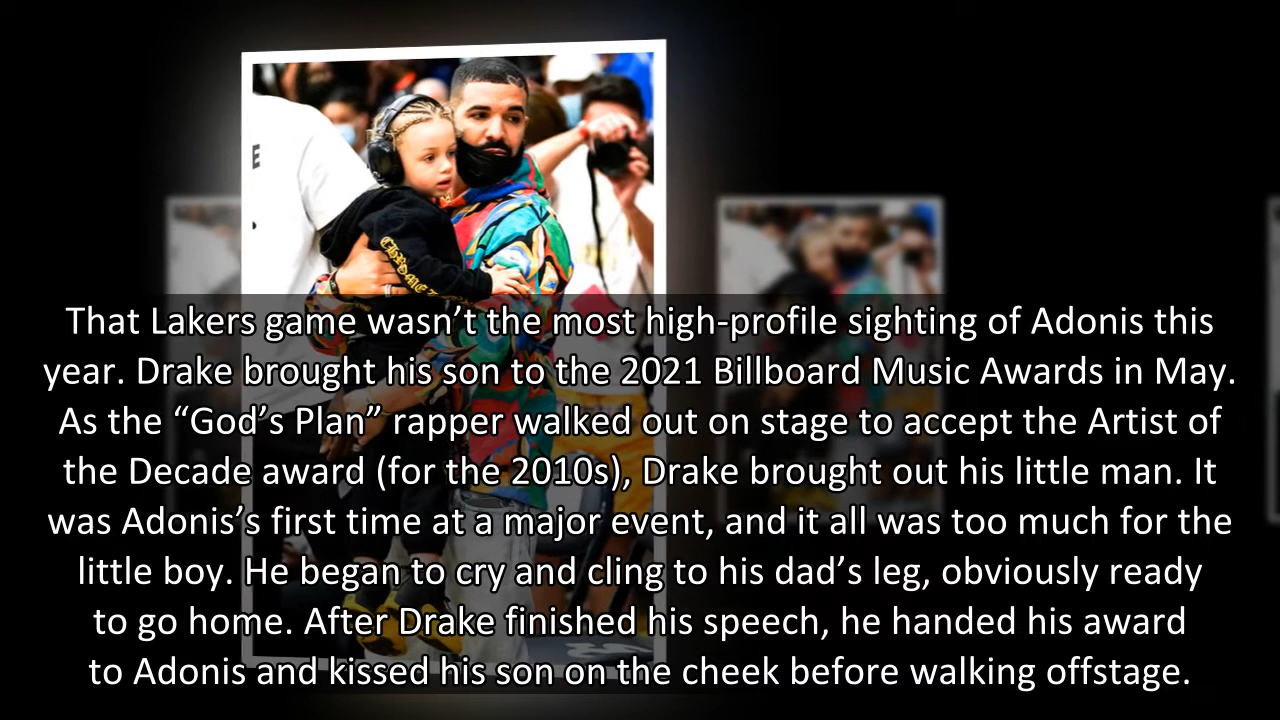 E
CHROME
That Lakers game wasn’t the most high-profile sighting of Adonis this
year. Drake brought his son to the 2021 Billboard Music Awards in May.
As the “God’s Plan” rapper walked out on stage to accept the Artist of
the Decade award (for the 2010s), Drake brought out his little man. It
was Adonis’s first time at a major event, and it all was too much for the
little boy. He began to cry and cling to his dad’s leg, obviously ready
to go home. After Drake finished his speech, he handed his award
to Adonis and kissed his son on the cheek before walking offstage.